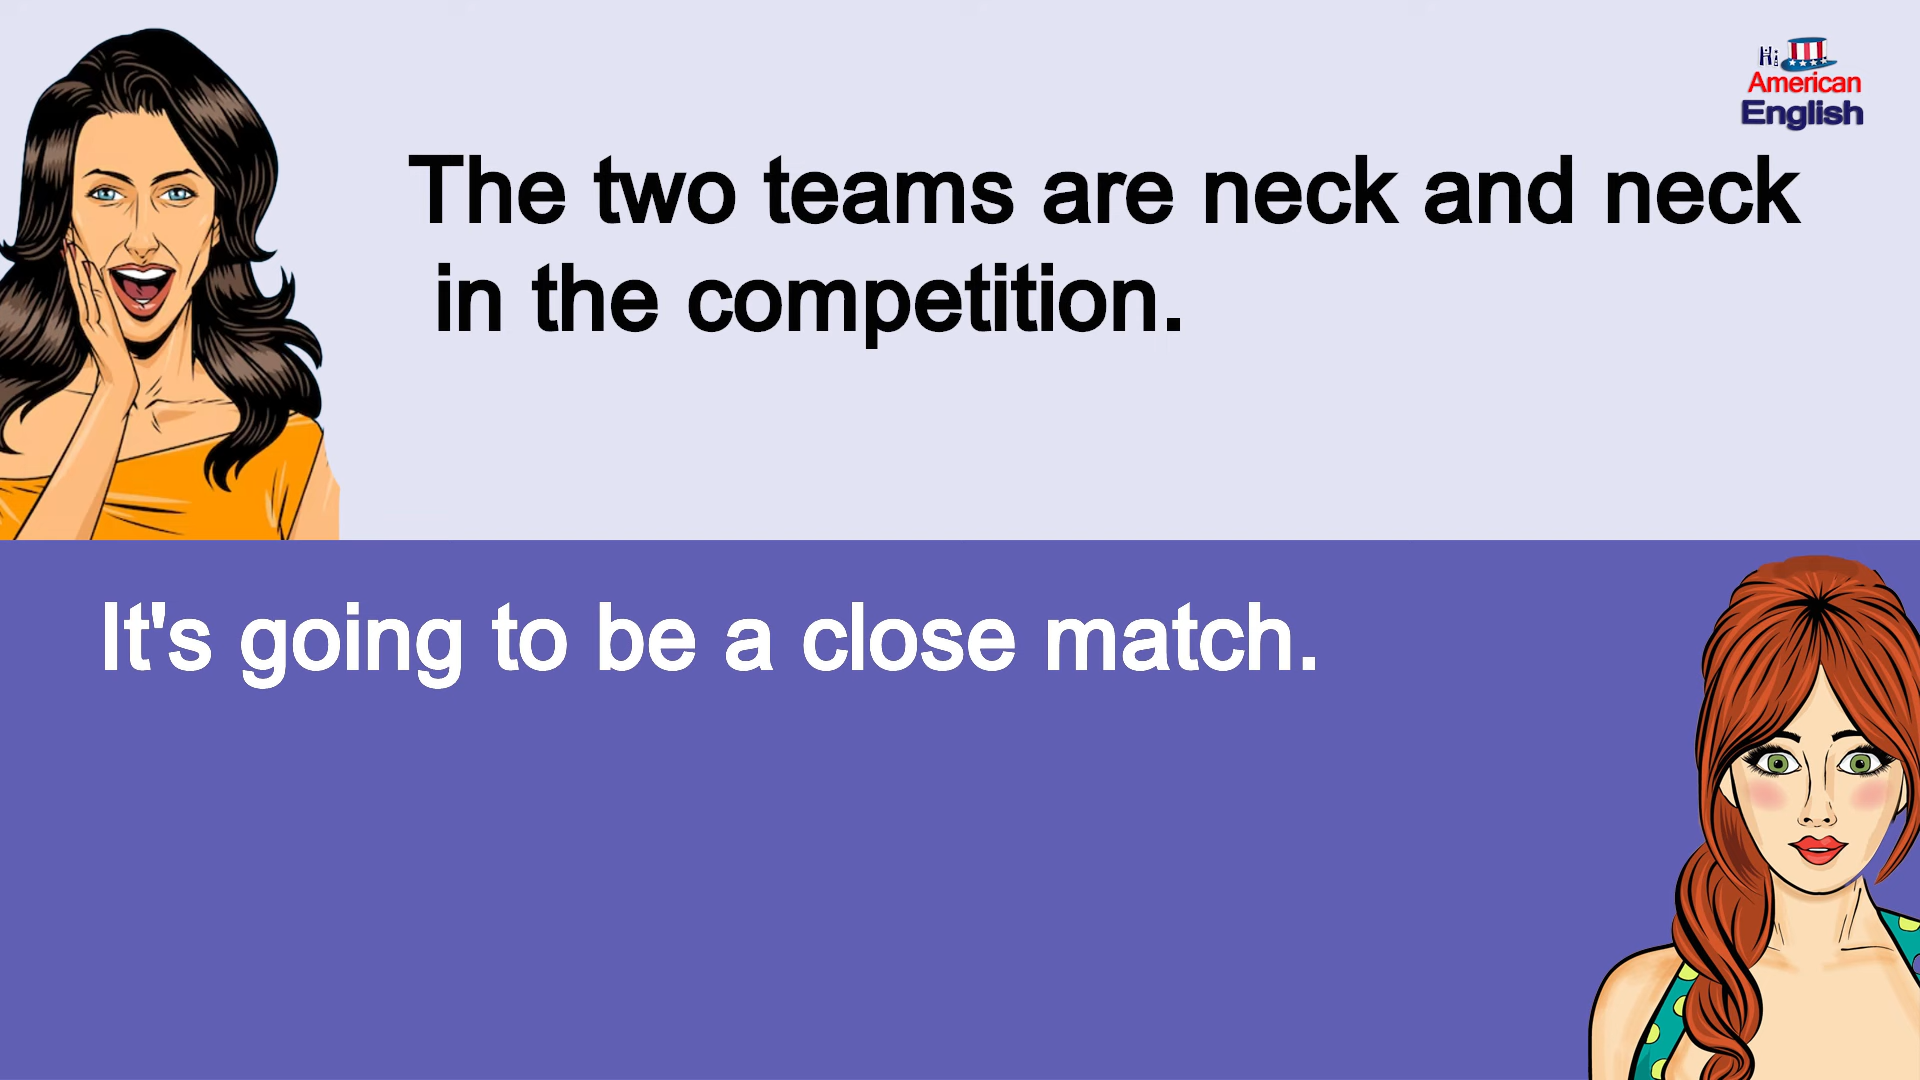 Hi
American
English
The two teams are neck and neck
in the competition.
It's going to be a close match.